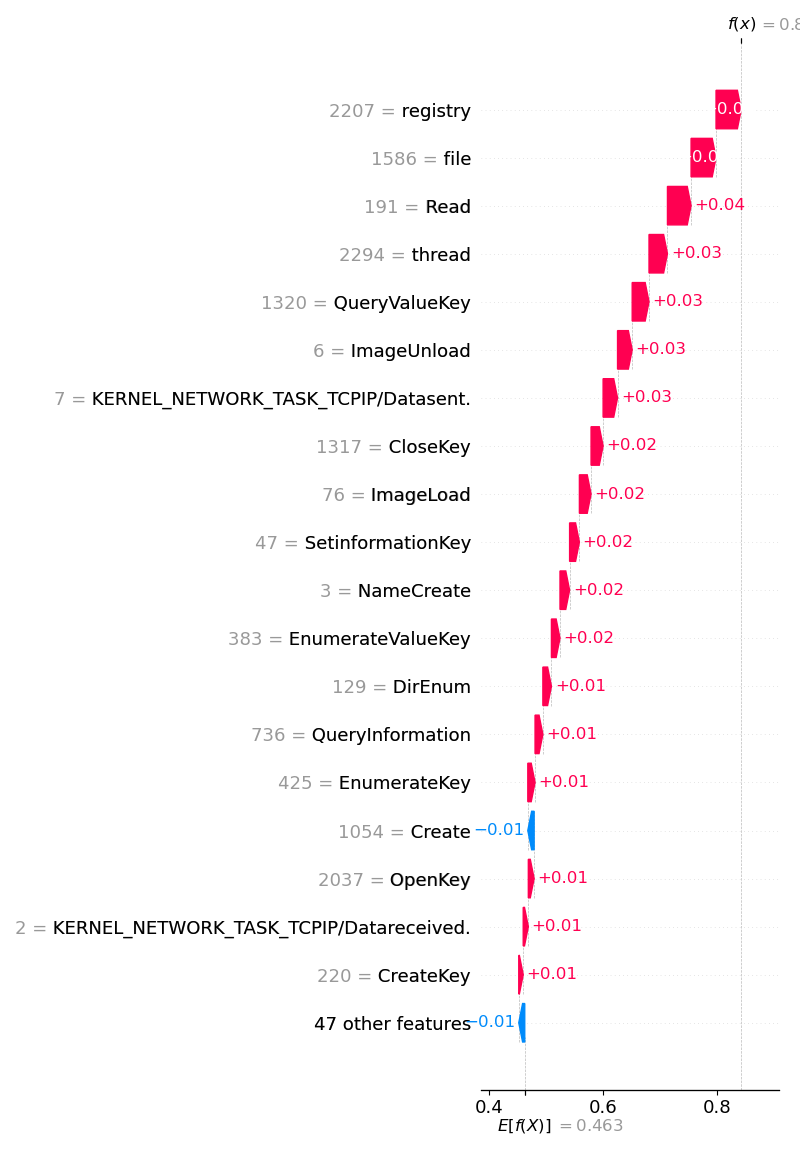 f(x) = 0.8
2207 = registry
1586 = file
191 = Read +0.04
2294 = thread +0.03
1320 = QueryValueKey +0.03
6 = ImageUnload +0.03
7 = KERNEL_NETWORK_TASK_TCPIP/Datasent. +0.03
1317 = CloseKey +0.02
76 = ImageLoad +0.02
47 = SetinformationKey +0.02
3 = NameCreate +0.02
383 = EnumerateValueKey +0.02
129 = DirEnum +0.01
736 = QueryInformation +0.01
425 = EnumerateKey +0.01
1054 = Create −0.01
2037 = OpenKey +0.01
2 = KERNEL_NETWORK_TASK_TCPIP/Datareceived. +0.01
220 = CreateKey +0.01
47 other features −0.01
0.4 0.6 0.8
E[f(X)] = 0.463